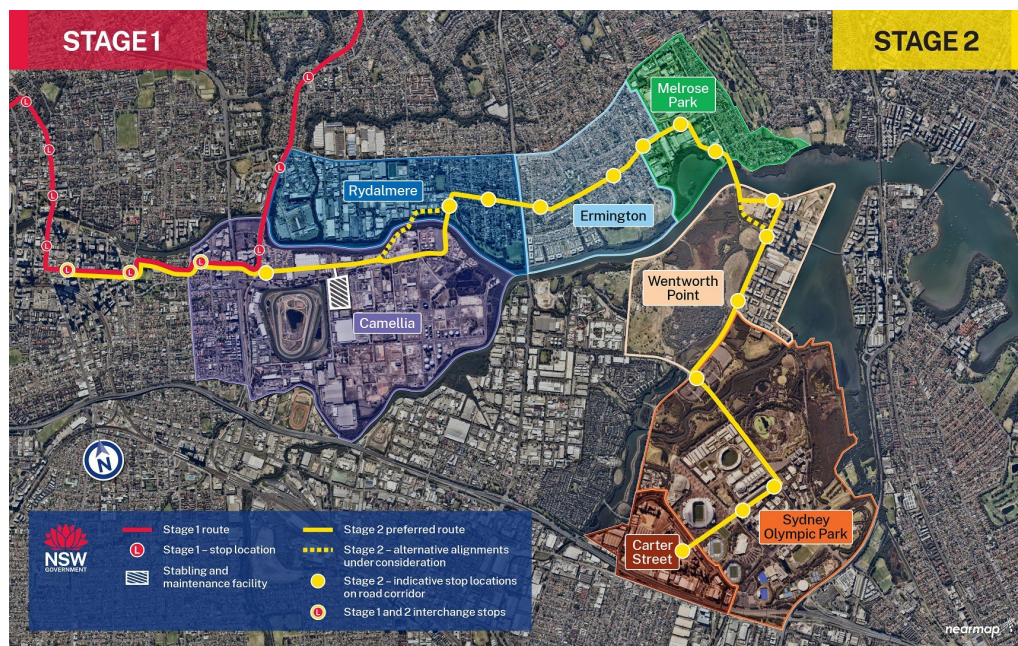 STAGE 1
STAGE 2
Melrose
Park
Rydalmere
Ermington
Wentworth
Point
Camellia
Sydney
Olympic Park
Carter
Street
N
NSW
GOVERNMENT
Stage 1 route
L
Stage 1 – stop location
Stabling and
maintenance facility
Stage 2 preferred route
Stage 2 – alternative alignments
under consideration
Stage 2 – indicative stop locations
on road corridor
L
Stage 1 and 2 interchange stops
nearmap
L
L
L
L
L
L
L
L
L
L